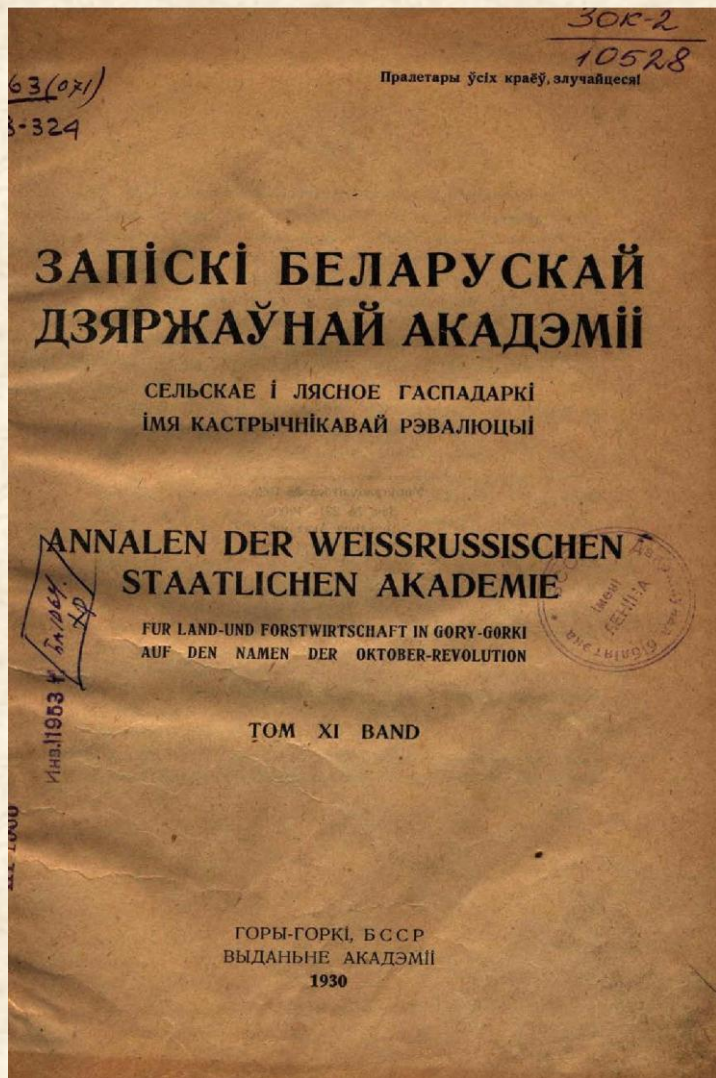 ЗОК-2
10528
63(071)
З-324
Пралетары ўсіх краёў, злучайцеся!
ЗАПІСКІ БЕЛАРУСКАЙ
ДЗЯРЖАЎНАЙ АКАДЭМІІ
СЕЛЬСКАЕ І ЛЯСНОЕ ГАСПАДАРКІ
ІМЯ КАСТРЫЧНІКАВАЙ РЭВАЛЮЦЫІ
ANNALEN DER WEISSRUSSISCHEN
STAATLICHEN AKADEMIE
FUR LAND-UND FORSTWIRTSCHAFT IN GORY-GORKI
AUF DEN NAMEN DER OKTOBER-REVOLUTION
ТОМ XI BAND
Инв.1953
імені
ЛЕНІНА
ГОРЫ-ГОРКІ, БССР
ВЫДАНЬНЕ АКАДЭМІІ
1930